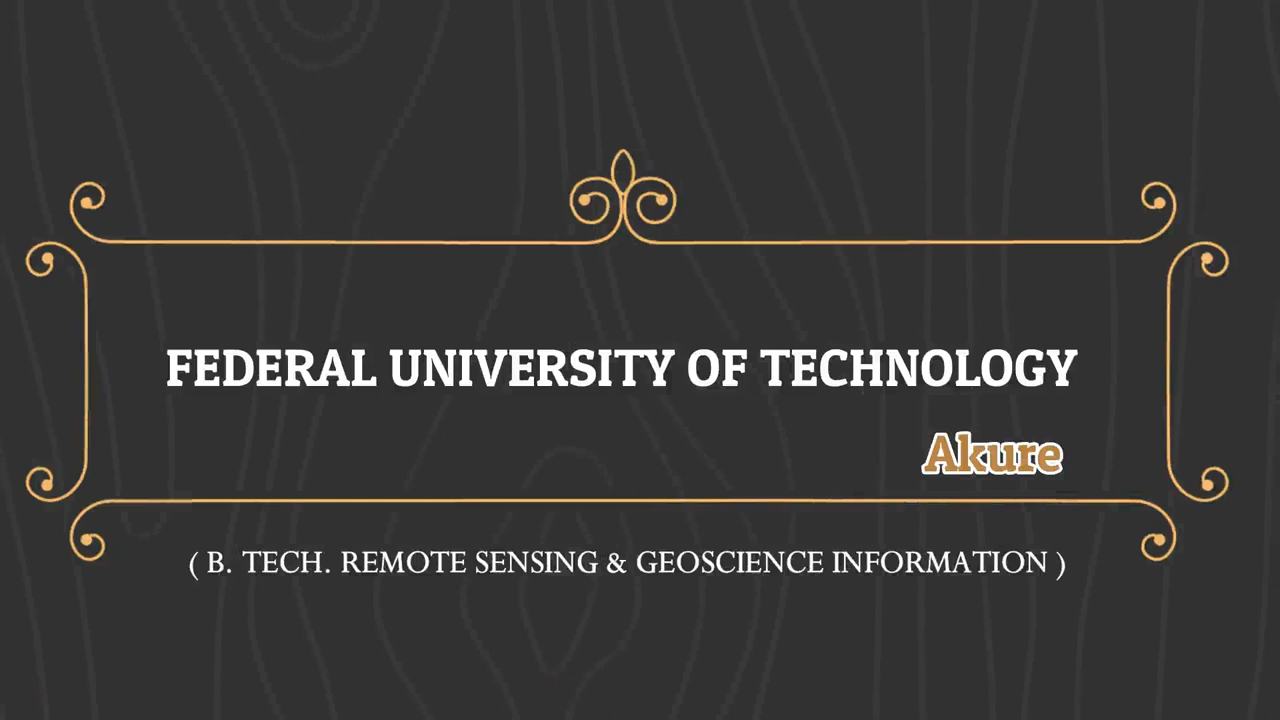 FEDERAL UNIVERSITY OF TECHNOLOGY
Akure
( B. TECH. REMOTE SENSING & GEOSCIENCE INFORMATION )